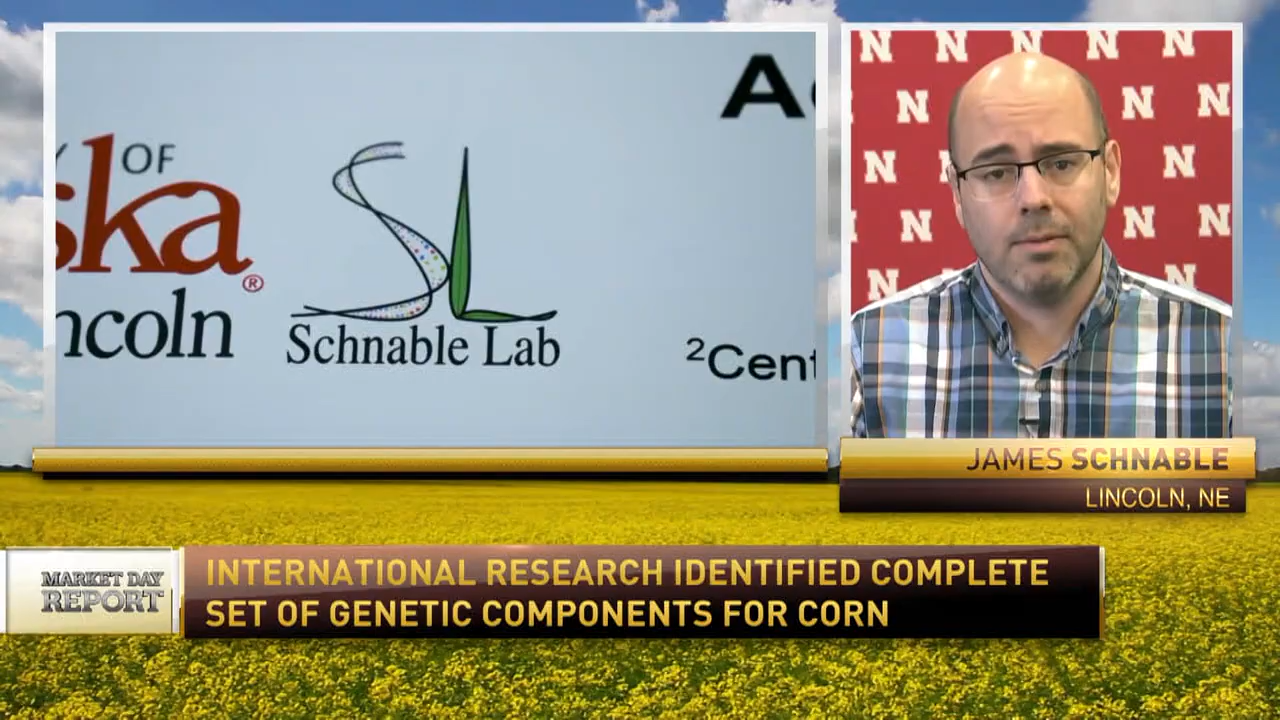 Y OF
ska®
ncoln
Schnable Lab
A
²Cent
N N N N N
N N N
N N N
N N N
N N
JAMES SCHNABLE
LINCOLN, NE
MARKET DAY
REPORT
INTERNATIONAL RESEARCH IDENTIFIED COMPLETE
SET OF GENETIC COMPONENTS FOR CORN